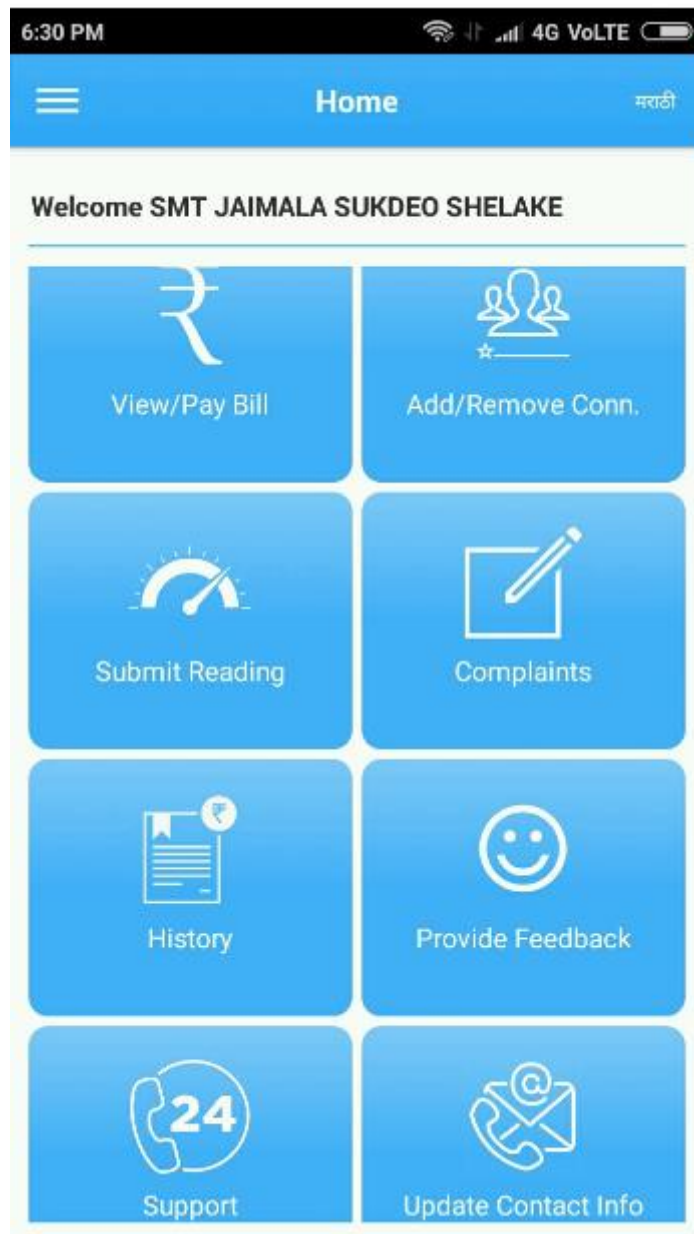 6:30 PM 4G VoLTE
Home मराठी
Welcome SMT JAIMALA SUKDEO SHELAKE
₹
View/Pay Bill Add/Remove Conn.
Submit Reading Complaints
₹
History Provide Feedback
24 @
Support Update Contact Info